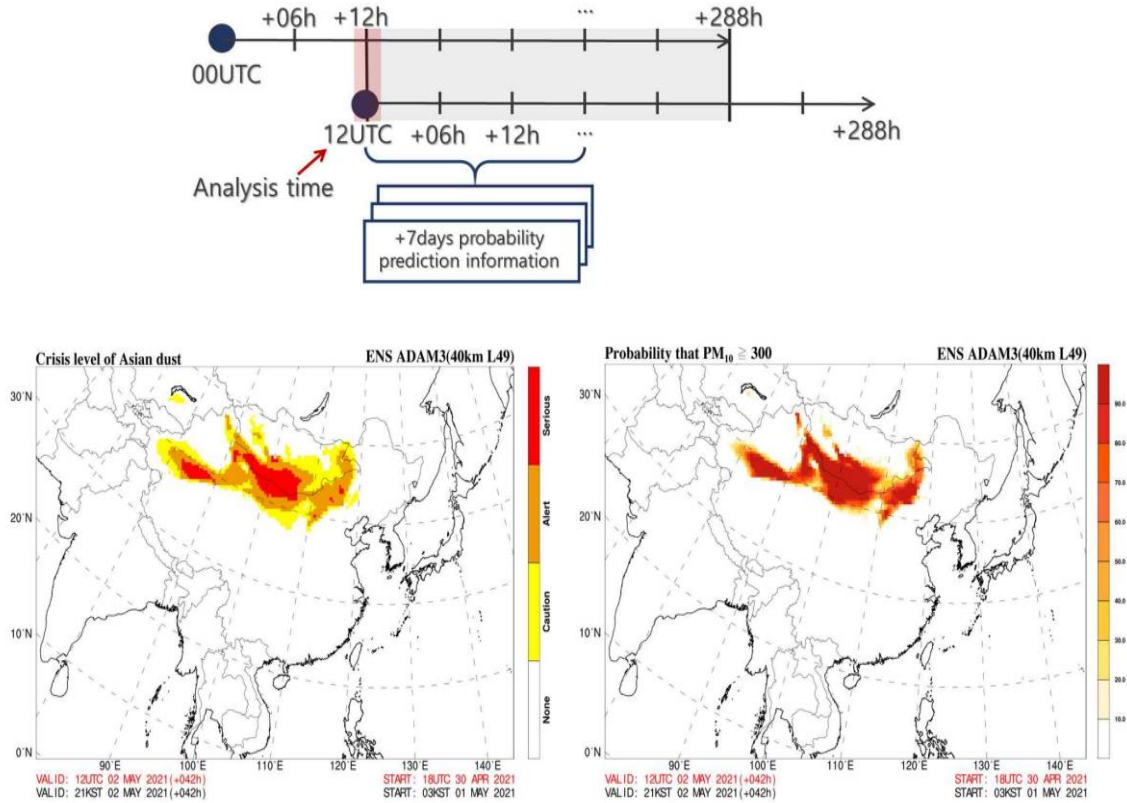 +06h +12h ... +288h
00UTC
12UTC +06h +12h ... +288h
Analysis time
+7days probability
prediction information
Crisis level of Asian dust ENS ADAM3(40km L49)
30°N
20°N
10°N
0°N
90°E 100°E 110°E 120°E 130°E 140°E
Serious
Alert
Caution
None
VALID: 12UTC 02 MAY 2021(+042h) START: 18UTC 30 APR 2021
VALID: 21KST 02 MAY 2021(+042h) START: 03KST 01 MAY 2021
Probability that PM₁₀ ≧ 300 ENS ADAM3(40km L49)
30°N
20°N
10°N
0°N
90°E 100°E 110°E 120°E 130°E 140°E
90.0
80.0
70.0
60.0
50.0
40.0
30.0
20.0
10.0
VALID: 12UTC 02 MAY 2021(+042h) START: 18UTC 30 APR 2021
VALID: 21KST 02 MAY 2021(+042h) START: 03KST 01 MAY 2021